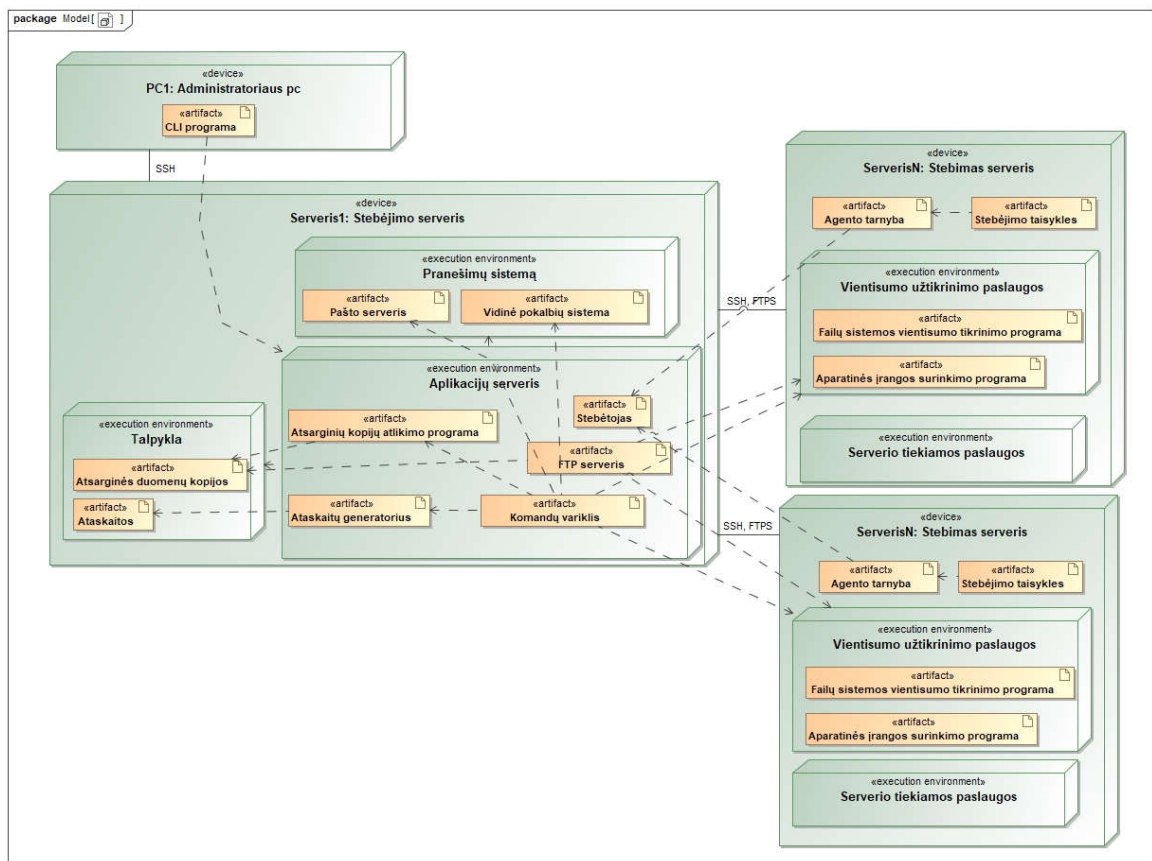 package Model[ ]
«device»
PC1: Administratoriaus pc
«artifact»
CLI programa
SSH
«device»
Serveris1: Stebėjimo serveris
«execution environment»
Pranešimų sistemą
«artifact»
Pašto serveris
«artifact»
Vidinė pokalbių sistema
«execution environment»
Aplikacijų serveris
«artifact»
Stebėtojas
«artifact»
Atsarginių kopijų atlikimo programa
«artifact»
FTP serveris
«artifact»
Ataskaitų generatorius
«artifact»
Komandų variklis
«execution environment»
Talpykla
«artifact»
Atsarginės duomenų kopijos
«artifact»
Ataskaitos
SSH, FTPS
SSH, FTPS
«device»
ServerisN: Stebimas serveris
«artifact»
Agento tarnyba
«artifact»
Stebėjimo taisykles
«execution environment»
Vientisumo užtikrinimo paslaugos
«artifact»
Failų sistemos vientisumo tikrinimo programa
«artifact»
Aparatinės įrangos surinkimo programa
«execution environment»
Serverio tiekiamos paslaugos
«device»
ServerisN: Stebimas serveris
«artifact»
Agento tarnyba
«artifact»
Stebėjimo taisykles
«execution environment»
Vientisumo užtikrinimo paslaugos
«artifact»
Failų sistemos vientisumo tikrinimo programa
«artifact»
Aparatinės įrangos surinkimo programa
«execution environment»
Serverio tiekiamos paslaugos